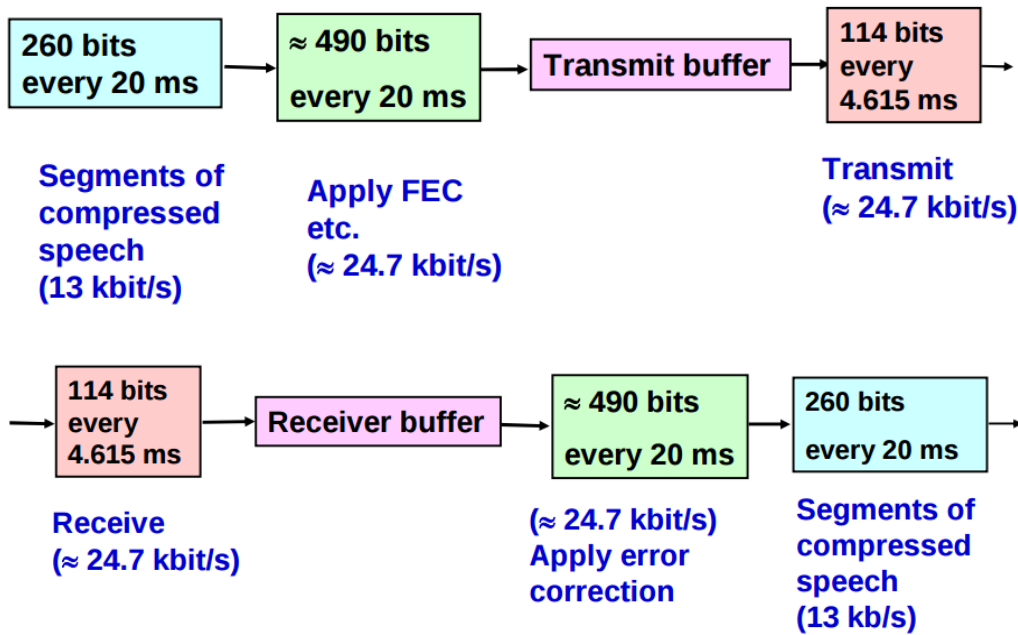 260 bits
every 20 ms
≈ 490 bits
every 20 ms
Transmit buffer
114 bits
every
4.615 ms
Segments of
compressed
speech
(13 kbit/s)
Apply FEC
etc.
(≈ 24.7 kbit/s)
Transmit
(≈ 24.7 kbit/s)
114 bits
every
4.615 ms
Receiver buffer
≈ 490 bits
every 20 ms
260 bits
every 20 ms
Receive
(≈ 24.7 kbit/s)
(≈ 24.7 kbit/s)
Apply error
correction
Segments of
compressed
speech
(13 kb/s)